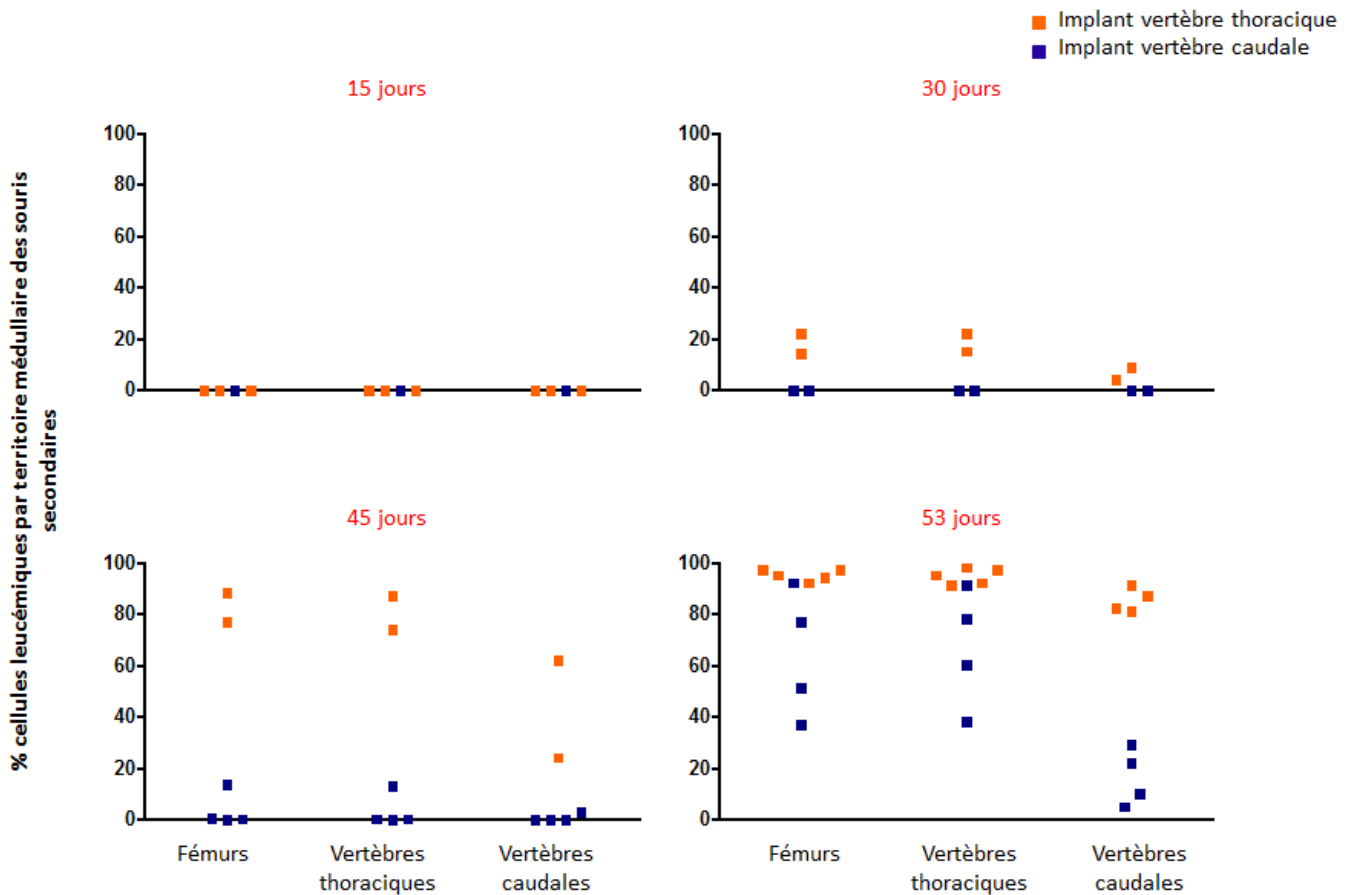 Implant vertèbre thoracique
Implant vertèbre caudale
% cellules leucémiques par territoire médullaire des souris
secondaires
15 jours
100
80
60
40
20
0
30 jours
100
80
60
40
20
0
45 jours
100
80
60
40
20
0
Fémurs
Vertèbres
thoraciques
Vertèbres
caudales
53 jours
100
80
60
40
20
0
Fémurs
Vertèbres
thoraciques
Vertèbres
caudales